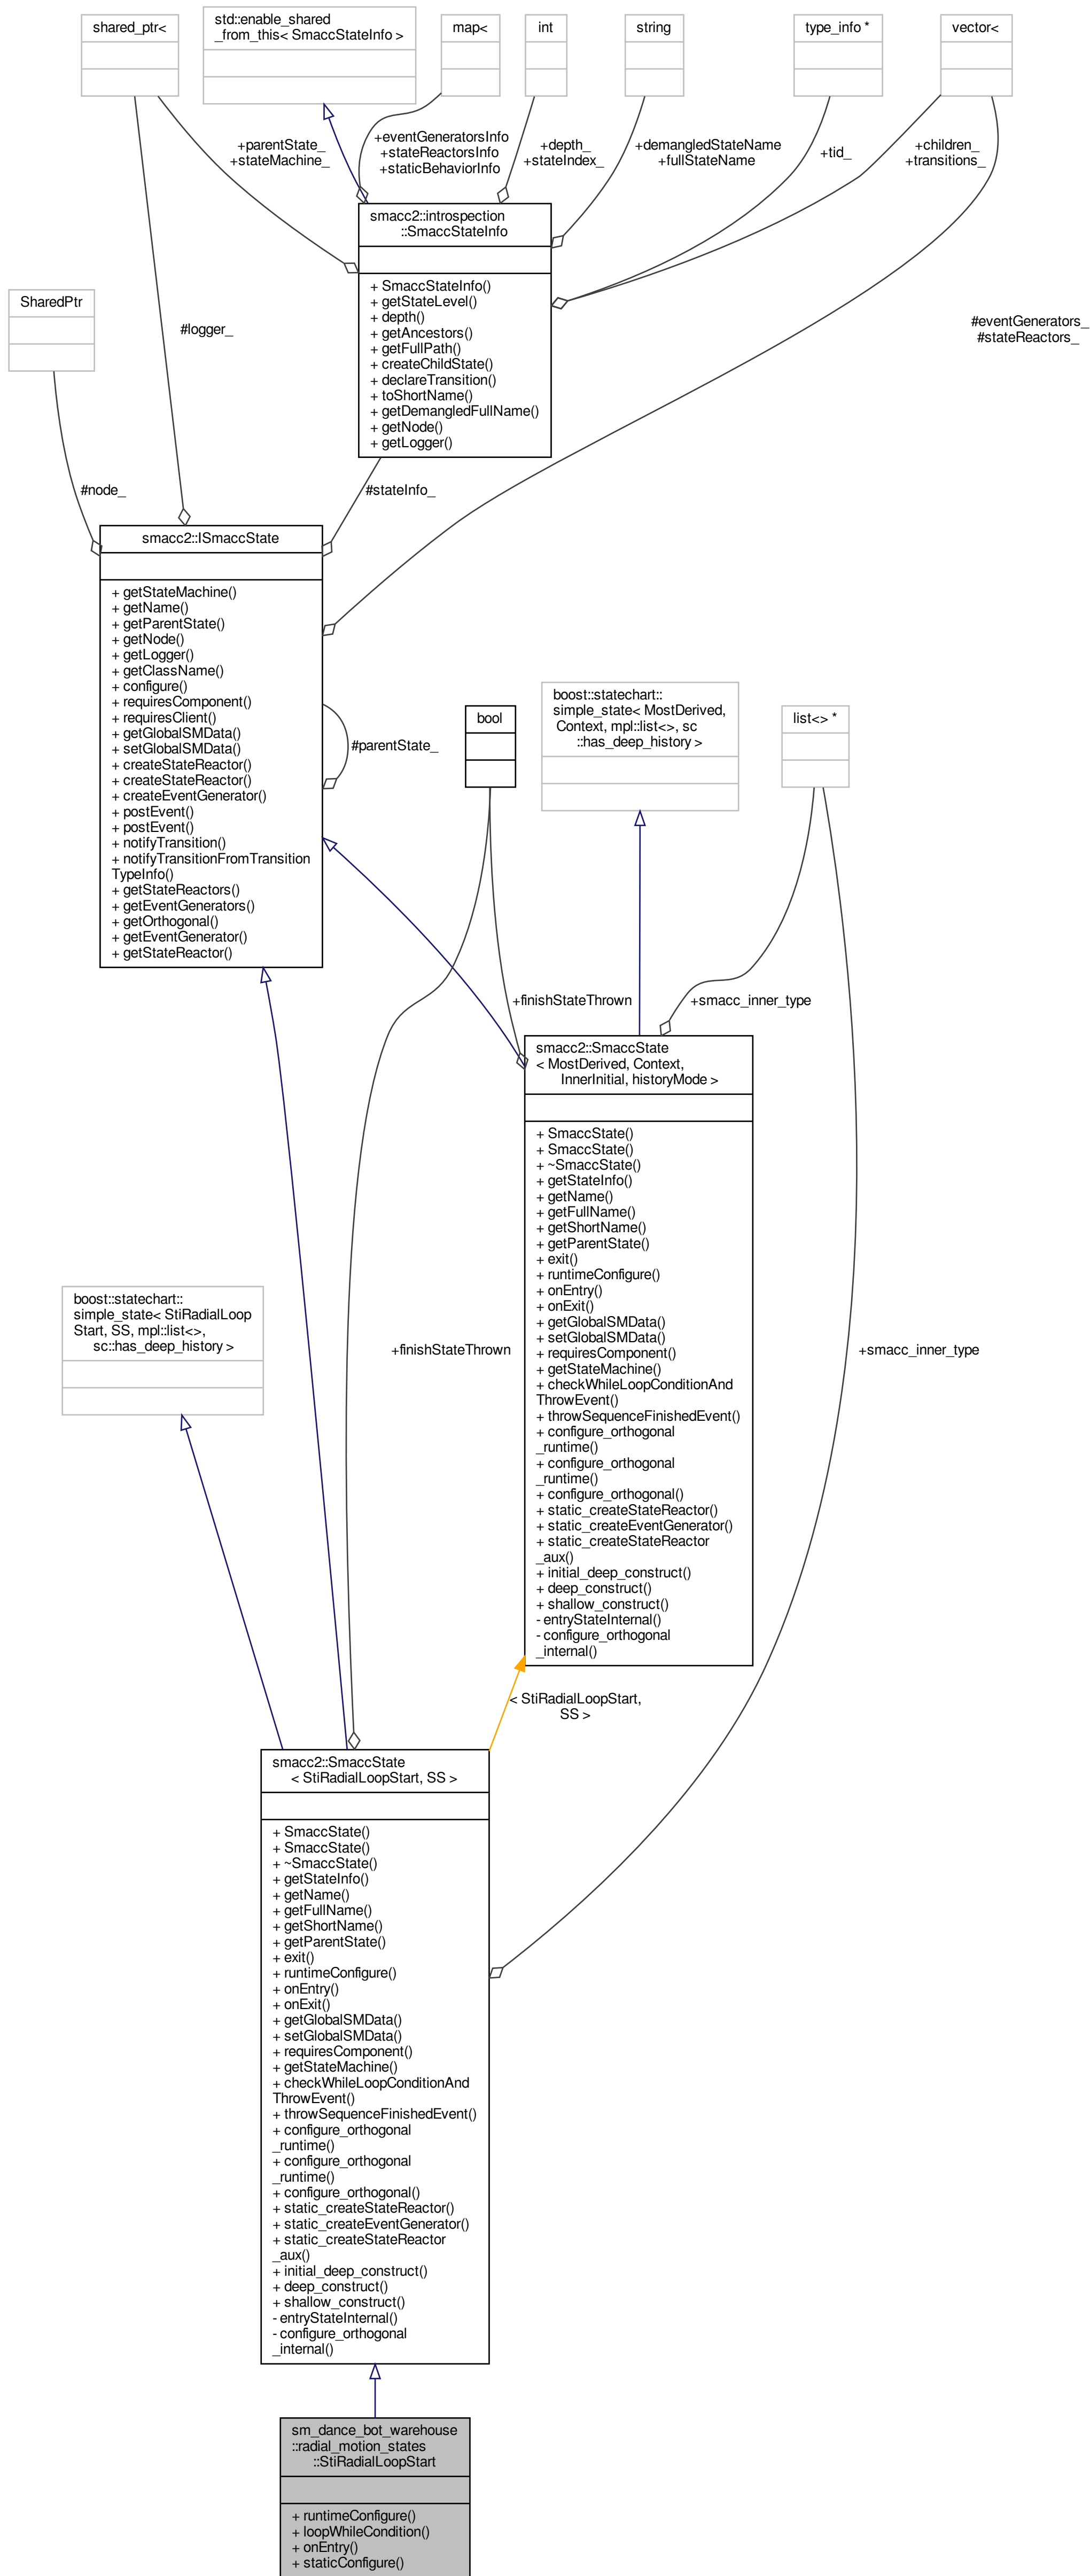 shared_ptr<
std::enable_shared
_from_this< SmaccStateInfo >
map<
int
string
type_info *
vector<
+parentState_
+stateMachine_
+eventGeneratorsInfo
+stateReactorsInfo
+staticBehaviorInfo
+depth_
+stateIndex_
+demangledStateName
+fullStateName
+tid_
+children_
+transitions_
smacc2::introspection
::SmaccStateInfo
+ SmaccStateInfo()
+ getStateLevel()
+ depth()
+ getAncestors()
+ getFullPath()
+ createChildState()
+ declareTransition()
+ toShortName()
+ getDemangledFullName()
+ getNode()
+ getLogger()
SharedPtr
#logger_
#eventGenerators_
#stateReactors_
#node_
#stateInfo_
smacc2::ISmaccState
+ getStateMachine()
+ getName()
+ getParentState()
+ getNode()
+ getLogger()
+ getClassName()
+ configure()
+ requiresComponent()
+ requiresClient()
+ getGlobalSMData()
+ setGlobalSMData()
+ createStateReactor()
+ createStateReactor()
+ createEventGenerator()
+ postEvent()
+ postEvent()
+ notifyTransition()
+ notifyTransitionFromTransition
TypeInfo()
+ getStateReactors()
+ getEventGenerators()
+ getOrthogonal()
+ getEventGenerator()
+ getStateReactor()
#parentState_
bool
boost::statechart::
simple_state< MostDerived,
Context, mpl::list<>, sc
::has_deep_history >
list<> *
+finishStateThrown
+smacc_inner_type
smacc2::SmaccState
< MostDerived, Context,
InnerInitial, historyMode >
+ SmaccState()
+ SmaccState()
+ ~SmaccState()
+ getStateInfo()
+ getName()
+ getFullName()
+ getShortName()
+ getParentState()
+ exit()
+ runtimeConfigure()
+ onEntry()
+ onExit()
+ getGlobalSMData()
+ setGlobalSMData()
+ requiresComponent()
+ getStateMachine()
+ checkWhileLoopConditionAnd
ThrowEvent()
+ throwSequenceFinishedEvent()
+ configure_orthogonal
_runtime()
+ configure_orthogonal
_runtime()
+ configure_orthogonal()
+ static_createStateReactor()
+ static_createEventGenerator()
+ static_createStateReactor
_aux()
+ initial_deep_construct()
+ deep_construct()
+ shallow_construct()
- entryStateInternal()
- configure_orthogonal
_internal()
boost::statechart::
simple_state< StiRadialLoop
Start, SS, mpl::list<>,
sc::has_deep_history >
+finishStateThrown
+smacc_inner_type
< StiRadialLoopStart,
SS >
smacc2::SmaccState
< StiRadialLoopStart, SS >
+ SmaccState()
+ SmaccState()
+ ~SmaccState()
+ getStateInfo()
+ getName()
+ getFullName()
+ getShortName()
+ getParentState()
+ exit()
+ runtimeConfigure()
+ onEntry()
+ onExit()
+ getGlobalSMData()
+ setGlobalSMData()
+ requiresComponent()
+ getStateMachine()
+ checkWhileLoopConditionAnd
ThrowEvent()
+ throwSequenceFinishedEvent()
+ configure_orthogonal
_runtime()
+ configure_orthogonal
_runtime()
+ configure_orthogonal()
+ static_createStateReactor()
+ static_createEventGenerator()
+ static_createStateReactor
_aux()
+ initial_deep_construct()
+ deep_construct()
+ shallow_construct()
- entryStateInternal()
- configure_orthogonal
_internal()
sm_dance_bot_warehouse
::radial_motion_states
::StiRadialLoopStart
+ runtimeConfigure()
+ loopWhileCondition()
+ onEntry()
+ staticConfigure()